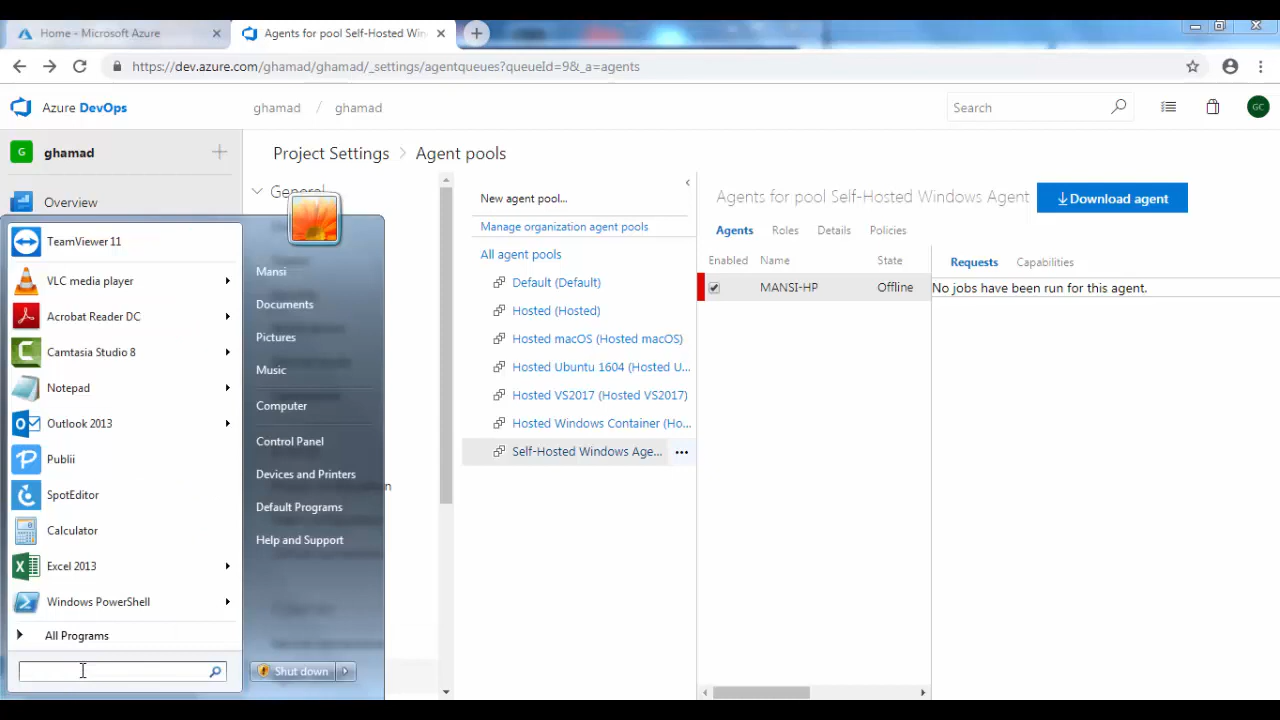 Home - Microsoft Azure
Agents for pool Self-Hosted Win
https://dev.azure.com/ghamad/ghamad/_settings/agentqueues?queueId=9&_a=agents
Azure DevOps
ghamad / ghamad
Search
GC
G ghamad
Project Settings > Agent pools
Overview
General
New agent pool...
Manage organization agent pools
All agent pools
Default (Default)
Hosted (Hosted)
Hosted macOS (Hosted macOS)
Hosted Ubuntu 1604 (Hosted U...
Hosted VS2017 (Hosted VS2017)
Hosted Windows Container (Ho...
Self-Hosted Windows Age...
Agents for pool Self-Hosted Windows Agent
Download agent
Agents Roles Details Policies
Enabled Name State
MANSI-HP Offline
Requests Capabilities
No jobs have been run for this agent.
TeamViewer 11
VLC media player
Acrobat Reader DC
Camtasia Studio 8
Notepad
Outlook 2013
Publii
SpotEditor
Calculator
Excel 2013
Windows PowerShell
All Programs
Mansi
Documents
Pictures
Music
Computer
Control Panel
Devices and Printers
Default Programs
Help and Support
Shut down